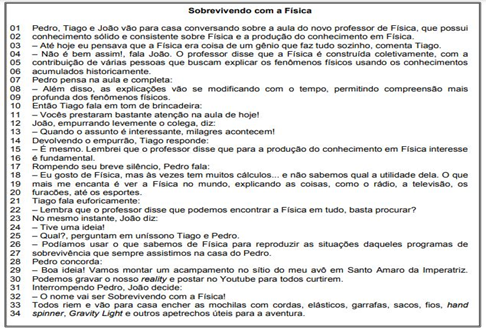 Sobrevivendo com a Física
01 Pedro, Tiago e João vão para casa conversando sobre a aula do novo professor de Física, que possui
02 conhecimento sólido e consistente sobre Física e a produção do conhecimento em Física.
03 – Até hoje eu pensava que a Física era coisa de um gênio que faz tudo sozinho, comenta Tiago.
04 – Não é bem assim!, fala João. O professor disse que a Física é construída coletivamente, com a
05 contribuição de várias pessoas que buscam explicar os fenômenos físicos usando os conhecimentos
06 acumulados historicamente.
07 Pedro pensa na aula e completa:
08 – Além disso, as explicações vão se modificando com o tempo, permitindo compreensão mais
09 profunda dos fenômenos físicos.
10 Então Tiago fala em tom de brincadeira:
11 – Vocês prestaram bastante atenção na aula de hoje!
12 João, empurrando levemente o colega, diz:
13 – Quando o assunto é interessante, milagres acontecem!
14 Devolvendo o empurrão, Tiago responde:
15 – É mesmo. Lembrei que o professor disse que para a produção do conhecimento em Física interesse
16 é fundamental.
17 Rompendo seu breve silêncio, Pedro fala:
18 – Eu gosto de Física, mas às vezes tem muitos cálculos... e não sabemos qual a utilidade dela. O que
19 mais me encanta é ver a Física no mundo, explicando as coisas, como o rádio, a televisão, os
20 furacões, até os esportes.
21 Tiago fala euforicamente:
22 – Lembra que o professor disse que podemos encontrar a Física em tudo, basta procurar?
23 No mesmo instante, João diz:
24 – Tive uma ideia!
25 – Qual?, perguntam em uníssono Tiago e Pedro.
26 – Podíamos usar o que sabemos de Física para reproduzir as situações daqueles programas de
27 sobrevivência que sempre assistimos na casa do Pedro.
28 Pedro concorda:
29 – Boa ideia! Vamos montar um acampamento no sítio do meu avô em Santo Amaro da Imperatriz.
30 Podemos gravar o nosso reality e postar no Youtube para todos curtirem.
31 Interrompendo Pedro, João decide:
32 – O nome vai ser Sobrevivendo com a Física!
33 Todos riem e vão para casa encher as mochilas com cordas, elásticos, garrafas, sacos, fios, hand
34 spinner, Gravity Light e outros apetrechos úteis para a aventura.